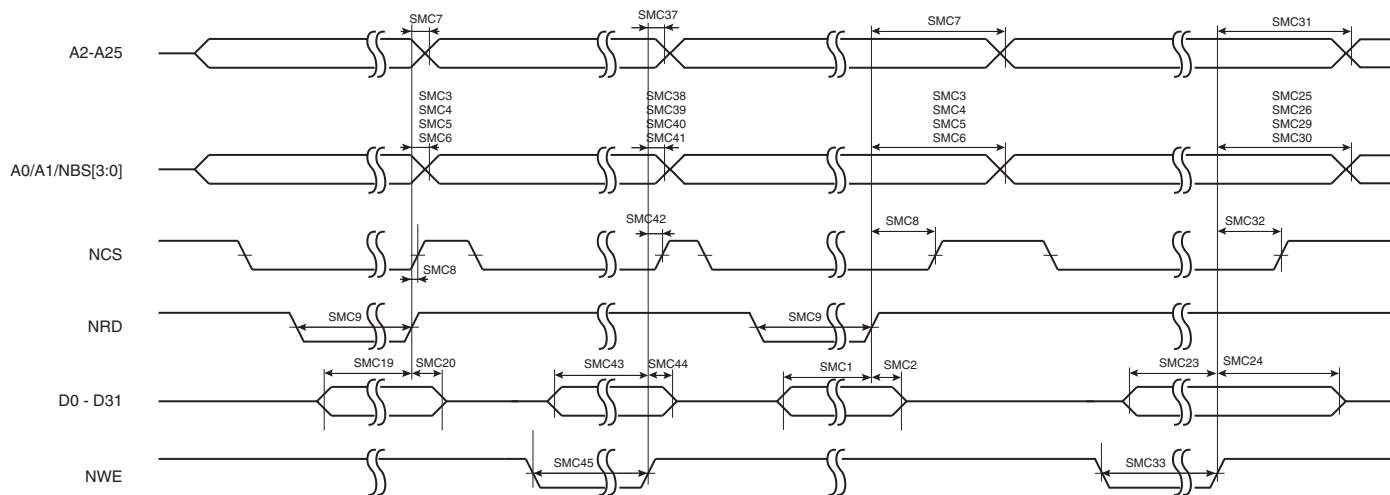 SMC7
SMC37
SMC7
SMC31
A2-A25
SMC3
SMC4
SMC5
SMC6
SMC38
SMC39
SMC40
SMC41
SMC3
SMC4
SMC5
SMC6
SMC25
SMC26
SMC29
SMC30
A0/A1/NBS[3:0]
SMC42
SMC8
SMC32
NCS
SMC8
NRD
SMC9
SMC9
SMC19
SMC20
SMC43
SMC44
SMC1
SMC2
SMC23
SMC24
D0 - D31
NWE
SMC45
SMC33